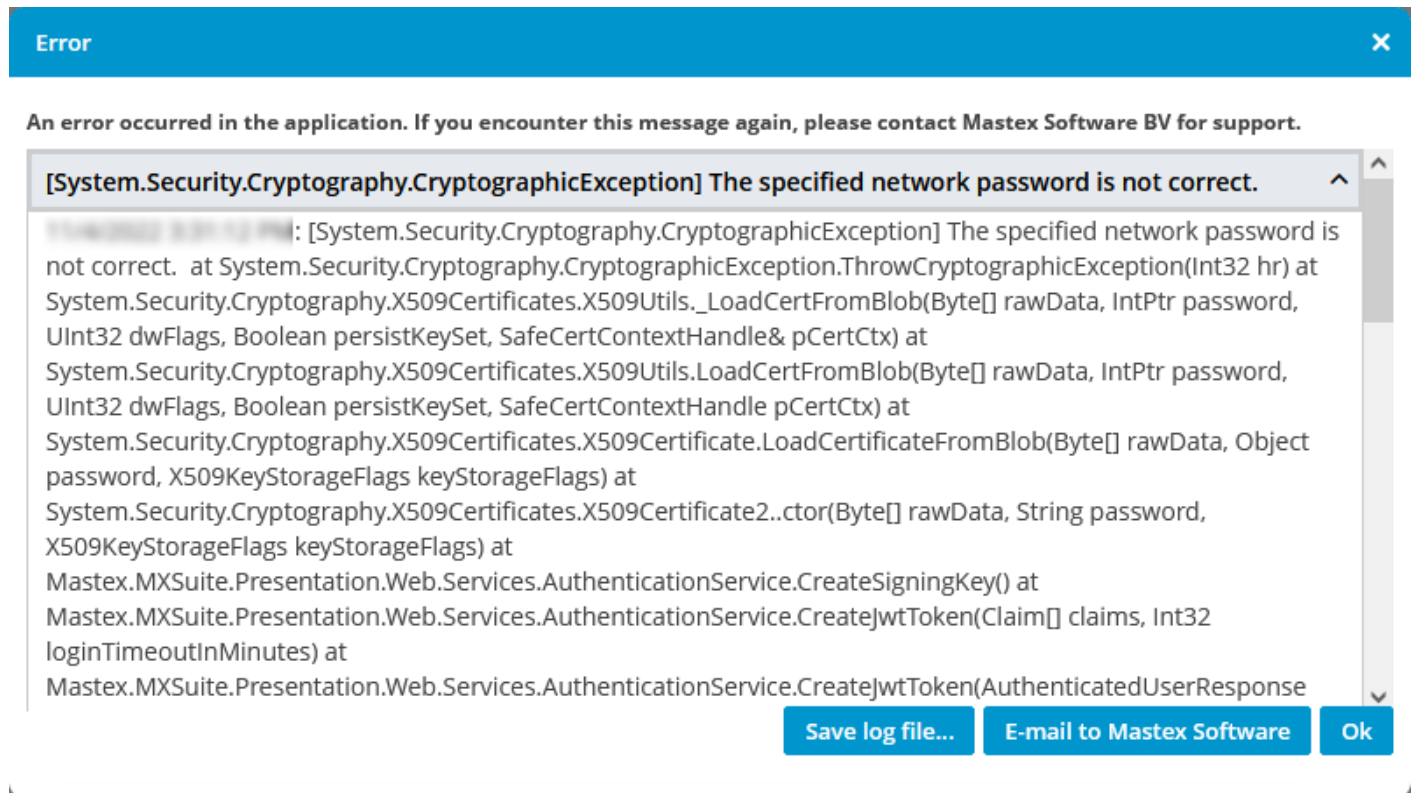 Error
An error occurred in the application. If you encounter this message again, please contact Mastex Software BV for support.
[System.Security.Cryptography.CryptographicException] The specified network password is not correct.
: [System.Security.Cryptography.CryptographicException] The specified network password is
not correct.  at System.Security.Cryptography.CryptographicException.ThrowCryptographicException(Int32 hr) at
System.Security.Cryptography.X509Certificates.X509Utils._LoadCertFromBlob(Byte[] rawData, IntPtr password,
UInt32 dwFlags, Boolean persistKeySet, SafeCertContextHandle& pCertCtx) at
System.Security.Cryptography.X509Certificates.X509Utils.LoadCertFromBlob(Byte[] rawData, IntPtr password,
UInt32 dwFlags, Boolean persistKeySet, SafeCertContextHandle pCertCtx) at
System.Security.Cryptography.X509Certificates.X509Certificate.LoadCertificateFromBlob(Byte[] rawData, Object
password, X509KeyStorageFlags keyStorageFlags) at
System.Security.Cryptography.X509Certificates.X509Certificate2..ctor(Byte[] rawData, String password,
X509KeyStorageFlags keyStorageFlags) at
Mastex.MXSuite.Presentation.Web.Services.AuthenticationService.CreateSigningKey() at
Mastex.MXSuite.Presentation.Web.Services.AuthenticationService.CreateJwtToken(Claim[] claims, Int32
loginTimeoutInMinutes) at
Mastex.MXSuite.Presentation.Web.Services.AuthenticationService.CreateJwtToken(AuthenticatedUserResponse
Save log file... E-mail to Mastex Software Ok